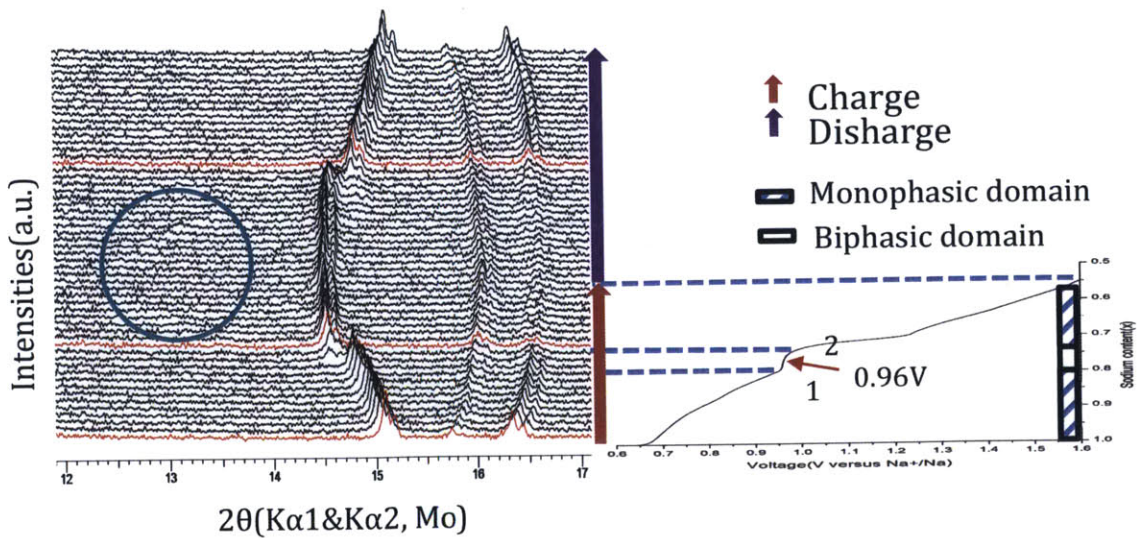 Intensities(a.u.)
12 13 14 15 16 17
2θ(Kα1&Kα2, Mo)
Charge
Disharge
Monophasic domain
Biphasic domain
2
1
0.96V
0.5
0.6
0.7
0.8
0.9
1.0
Sodium content(x)
0.6 0.7 0.8 0.9 1.0 1.1 1.2 1.3 1.4 1.5 1.6
Voltage(V versus Na+/Na)